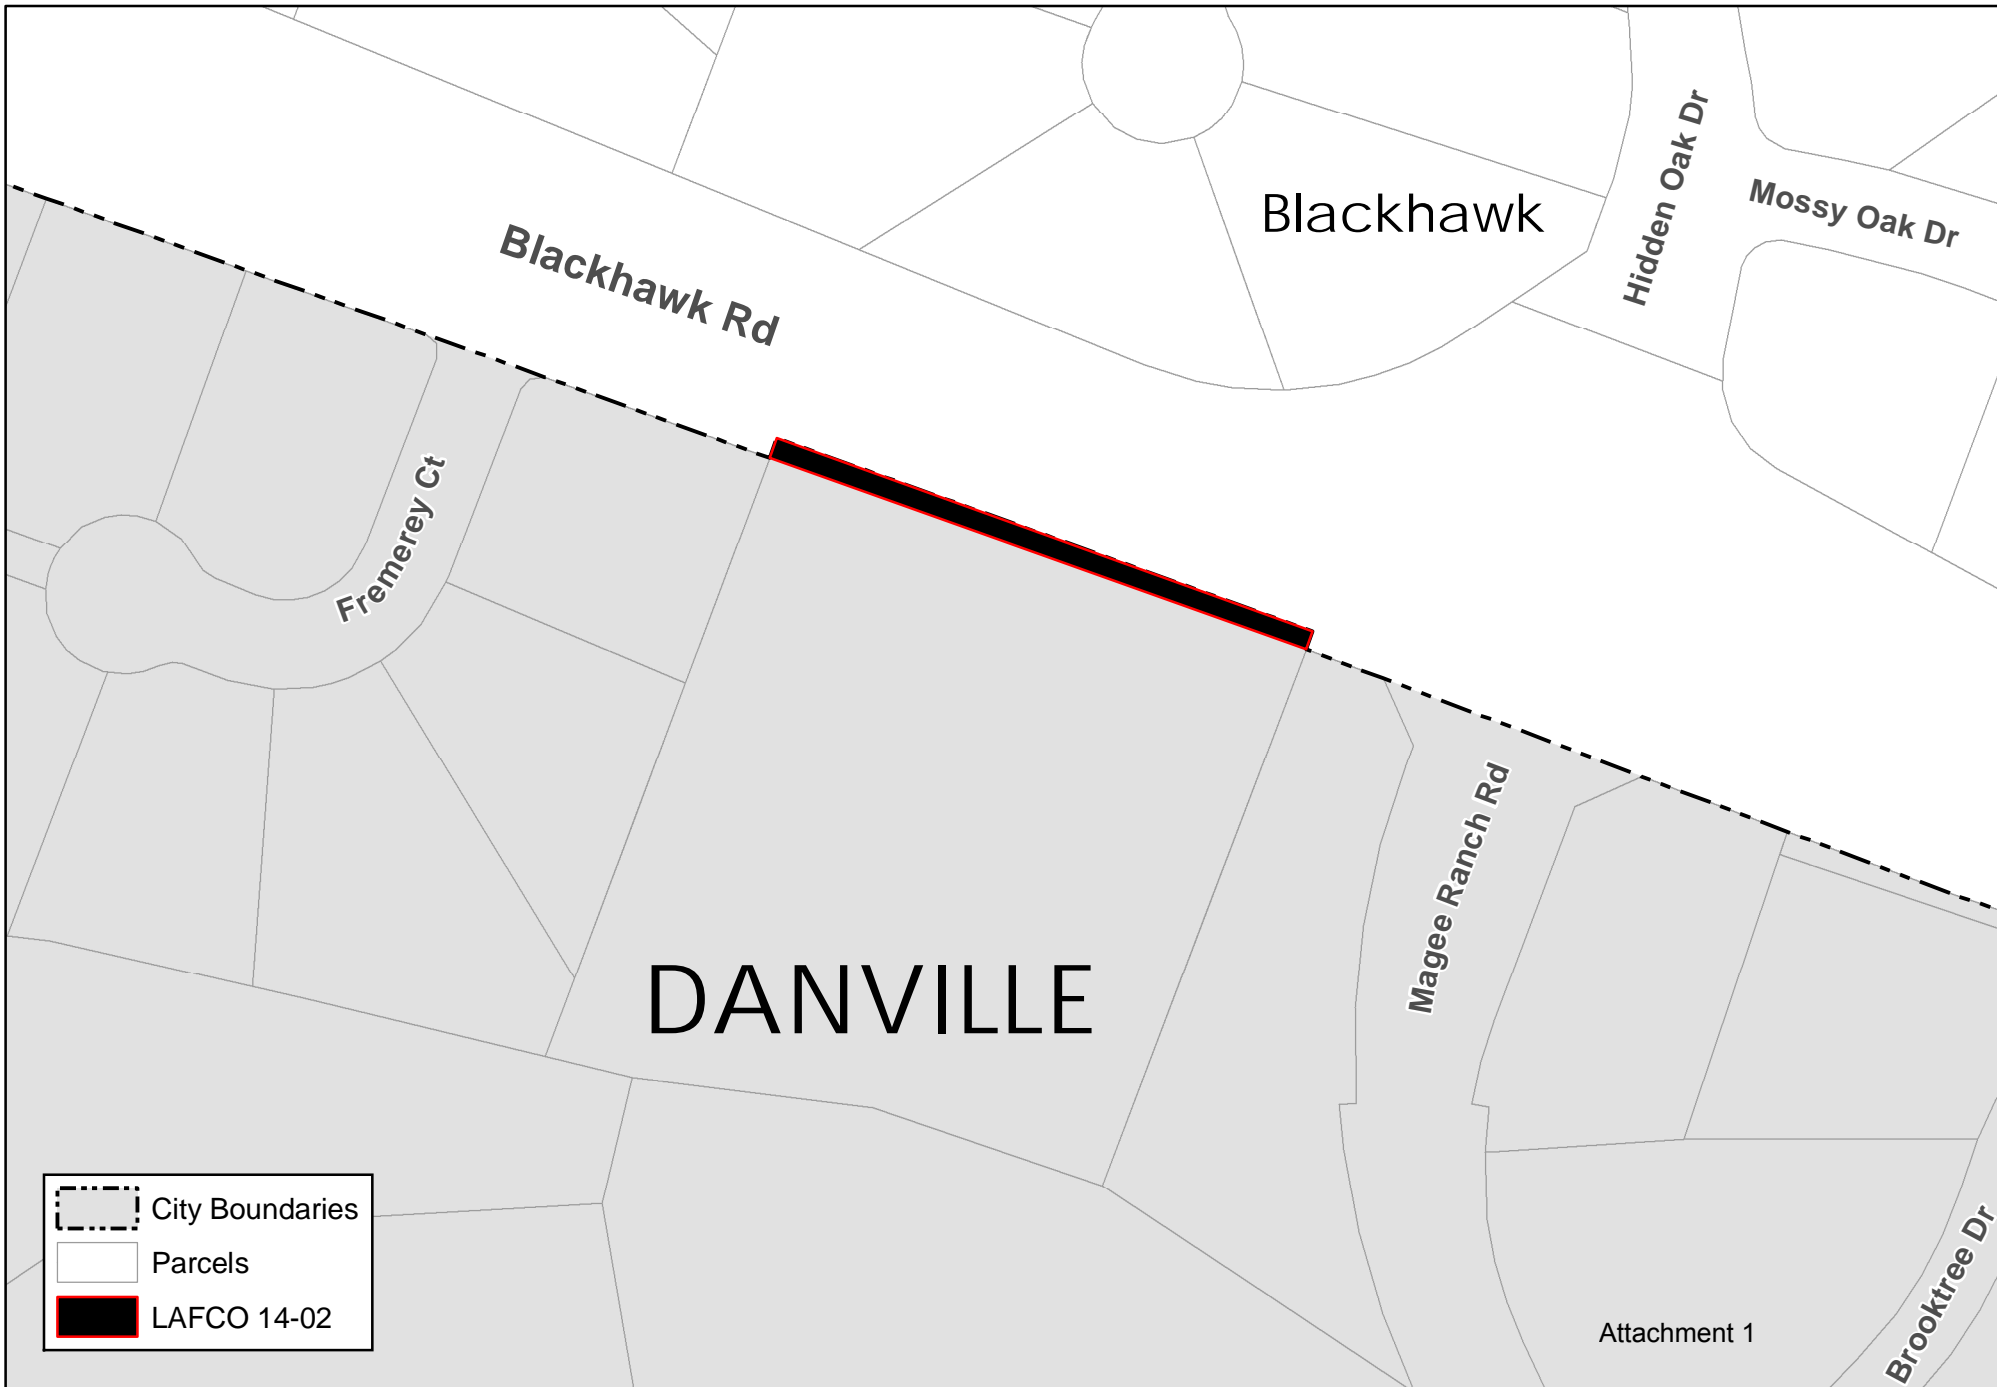 Hidden Oak Dr
Mossy Oak Dr
Blackhawk
Blackhawk Rd
Fremerey Ct
Magee Ranch Rd
DANVILLE
City Boundaries
Parcels
LAFCO 14-02
Attachment 1
Brooktree Dr